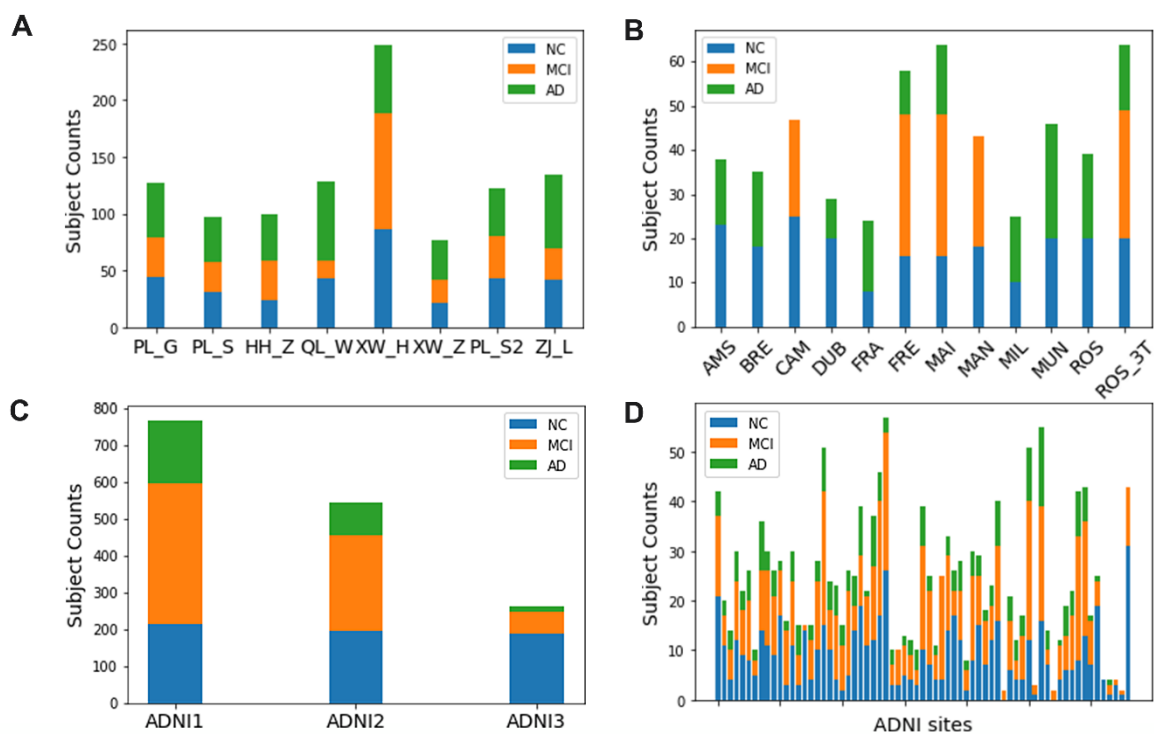 A
Subject Counts
250
200
150
100
50
0
NC
MCI
AD
PL_G PL_S HH_Z QL_W XW_H XW_Z PL_S2 ZJ_L
B
Subject Counts
60
50
40
30
20
10
0
NC
MCI
AD
AMS BRE CAM DUB FRA FRE MAI MAN MIL MUN ROS ROS_3T
C
Subject Counts
800
700
600
500
400
300
200
100
0
NC
MCI
AD
ADNI1 ADNI2 ADNI3
D
Subject Counts
50
40
30
20
10
0
NC
MCI
AD
ADNI sites